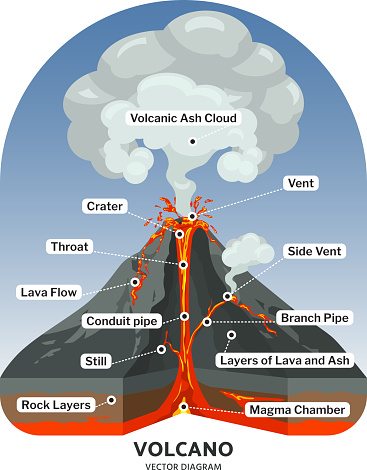 Volcanic Ash Cloud
Vent
Crater
Throat
Side Vent
Lava Flow
Conduit pipe
Branch Pipe
Still
Layers of Lava and Ash
Rock Layers
Magma Chamber
VOLCANO
VECTOR DIAGRAM